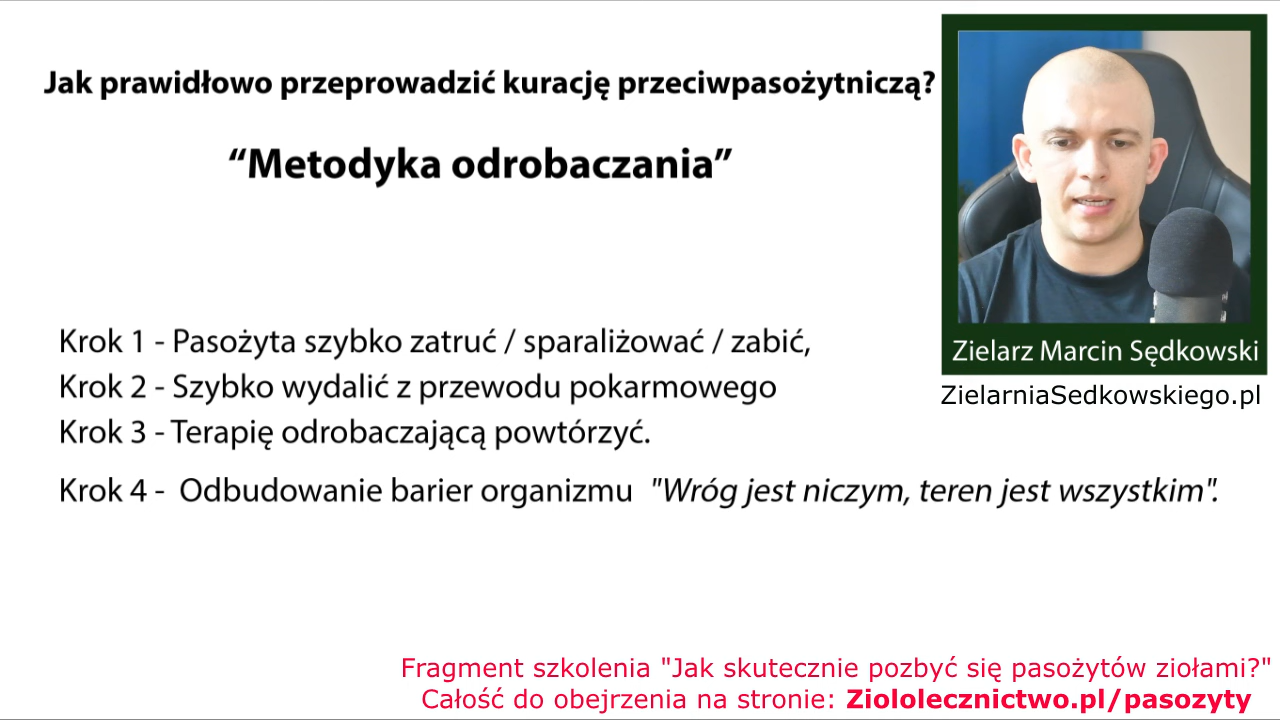 Jak prawidłowo przeprowadzić kurację przeciwpasożytniczą?
“Metodyka odrobaczania”
Krok 1 - Pasożyta szybko zatruć / sparaliżować / zabić,
Krok 2 - Szybko wydalić z przewodu pokarmowego
Krok 3 - Terapię odrobaczającą powtórzyć.
Krok 4 - Odbudowanie barier organizmu "Wróg jest niczym, teren jest wszystkim".
Zielarz Marcin Sędkowski
ZielarniaSedkowskiego.pl
Fragment szkolenia "Jak skutecznie pozbyć się pasożytów ziołami?"
Całość do obejrzenia na stronie: Ziololecznictwo.pl/pasozyty